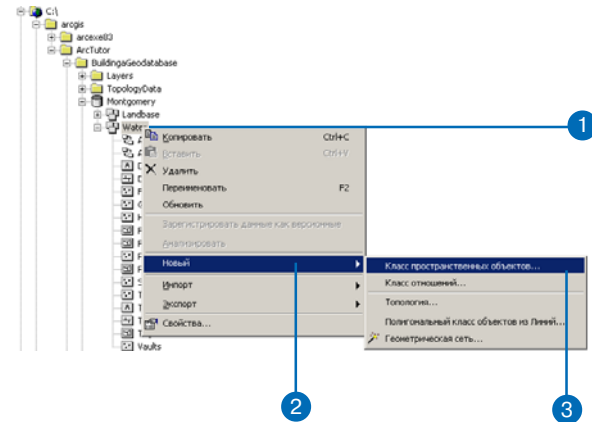 C:\
arcgis
arcexe83
ArcTutor
BuildingaGeodatabase
Layers
TopologyData
Montgomery
Landbase
Water
1
Копировать Ctrl+C
Вставить Ctrl+V
Удалить
Переименовать F2
Обновить
Зарегистрировать данные как версионные
Анализировать
Новый
Класс пространственных объектов...
Импорт
Класс отношений...
Экспорт
Топология...
Свойства...
Полигональный класс объектов из Линий...
Геометрическая сеть...
Vaults
2
3